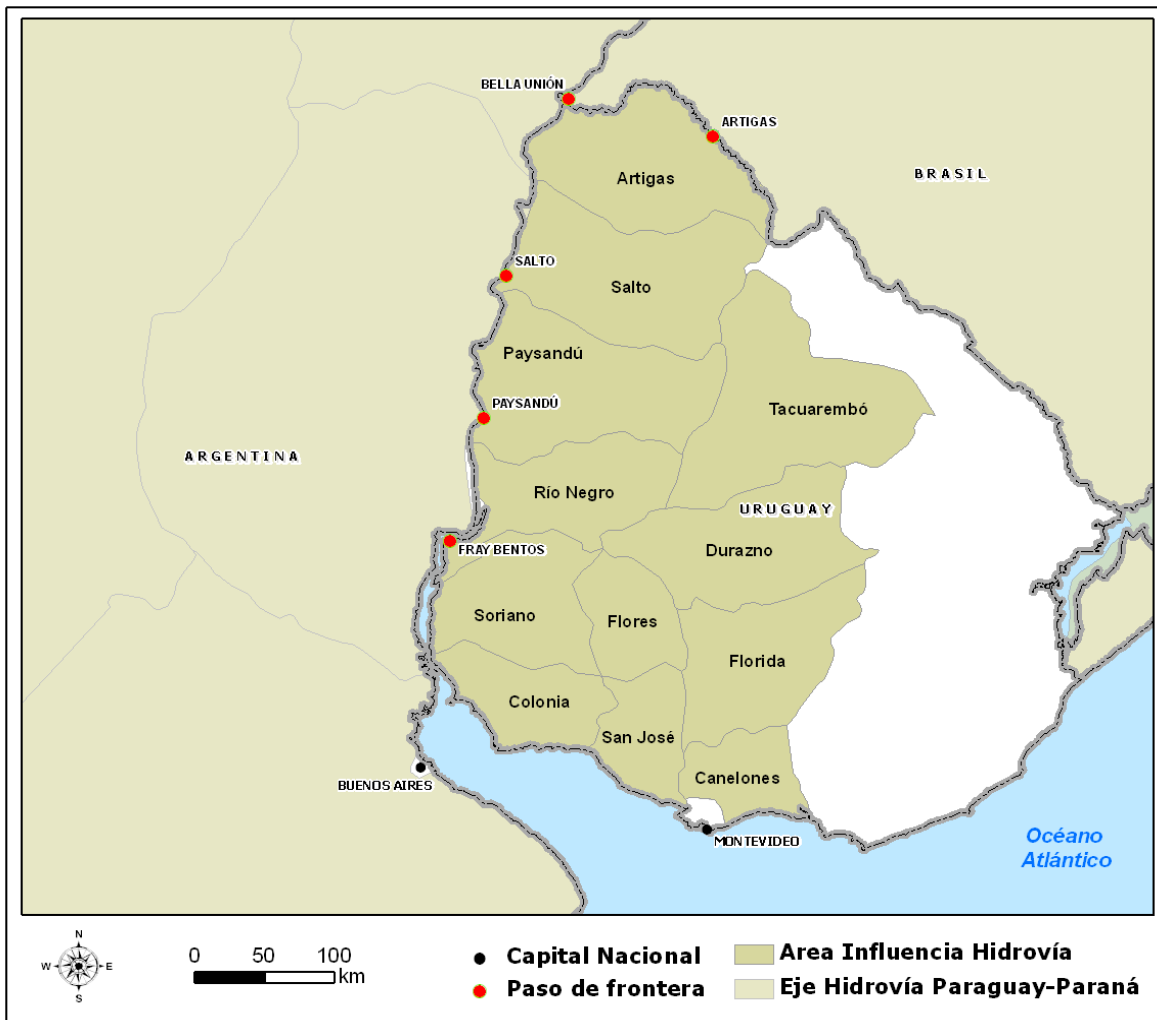 BELLA UNIÓN
ARTIGAS
BRASIL
Artigas
SALTO
Salto
Paysandú
PAYSANDÚ
Tacuarembó
ARGENTINA
Río Negro
URUGUAY
FRAY BENTOS
Durazno
Soriano
Flores
Florida
Colonia
San José
Canelones
BUENOS AIRES
MONTEVIDEO
Océano
Atlántico
N
W
E
S
0 50 100
km
Capital Nacional
Paso de frontera
Area Influencia Hidrovía
Eje Hidrovía Paraguay-Paraná